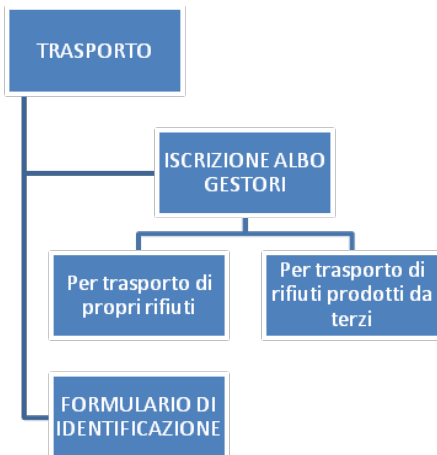 TRASPORTO
ISCRIZIONE ALBO
GESTORI
Per trasporto di
propri rifiuti
Per trasporto di
rifiuti prodotti da
terzi
FORMULARIO DI
IDENTIFICAZIONE